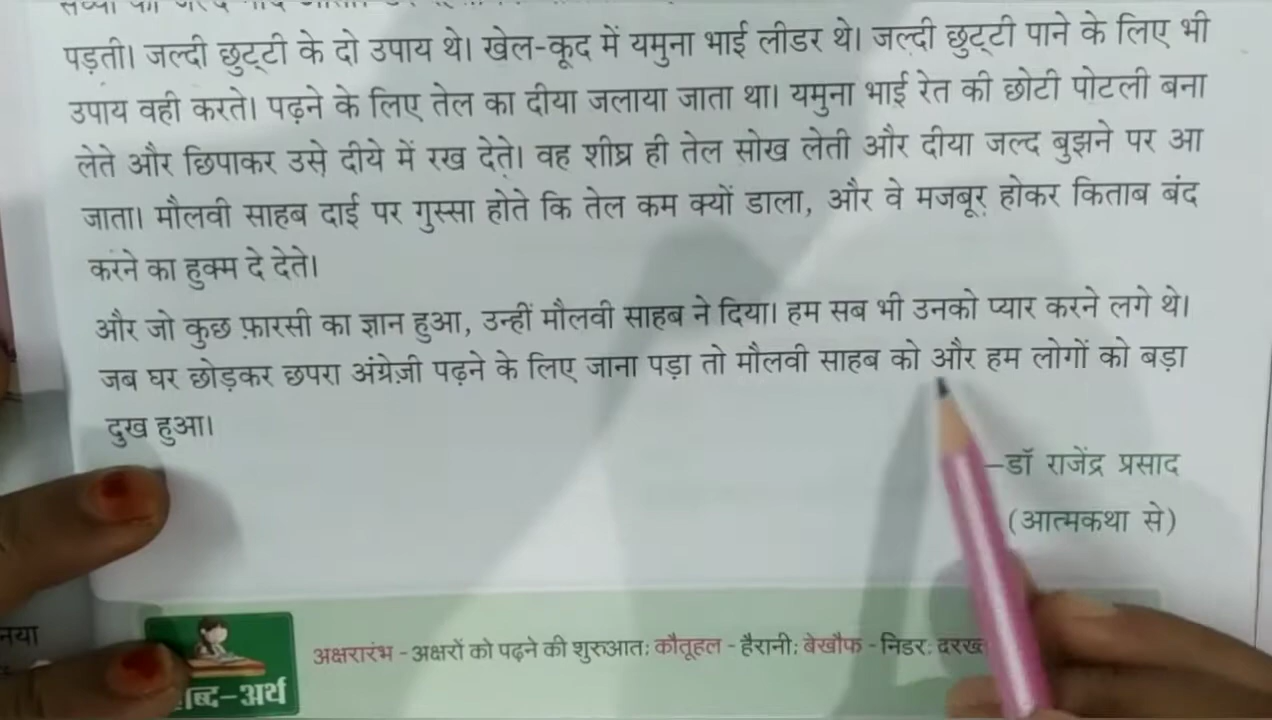 पड़ती। जल्दी छुट्टी के दो उपाय थे। खेल-कूद में यमुना भाई लीडर थे। जल्दी छुट्टी पाने के लिए भी
उपाय वही करते। पढ़ने के लिए तेल का दीया जलाया जाता था। यमुना भाई रेत की छोटी पोटली बना
लेते और छिपाकर उसे दीये में रख देते। वह शीघ्र ही तेल सोख लेती और दीया जल्द बुझने पर आ
जाता। मौलवी साहब दाई पर गुस्सा होते कि तेल कम क्यों डाला, और वे मजबूर होकर किताब बंद
करने का हुक्म दे देते।
और जो कुछ फ़ारसी का ज्ञान हुआ, उन्हीं मौलवी साहब ने दिया। हम सब भी उनको प्यार करने लगे थे।
जब घर छोड़कर छपरा अंग्रेज़ी पढ़ने के लिए जाना पड़ा तो मौलवी साहब को और हम लोगों को बड़ा
दुख हुआ।
–डॉ राजेंद्र प्रसाद
(आत्मकथा से)
नया
अक्षरारंभ - अक्षरों को पढ़ने की शुरुआत; कौतूहल - हैरानी; बेखौफ - निडर;
ब्द-अर्थ